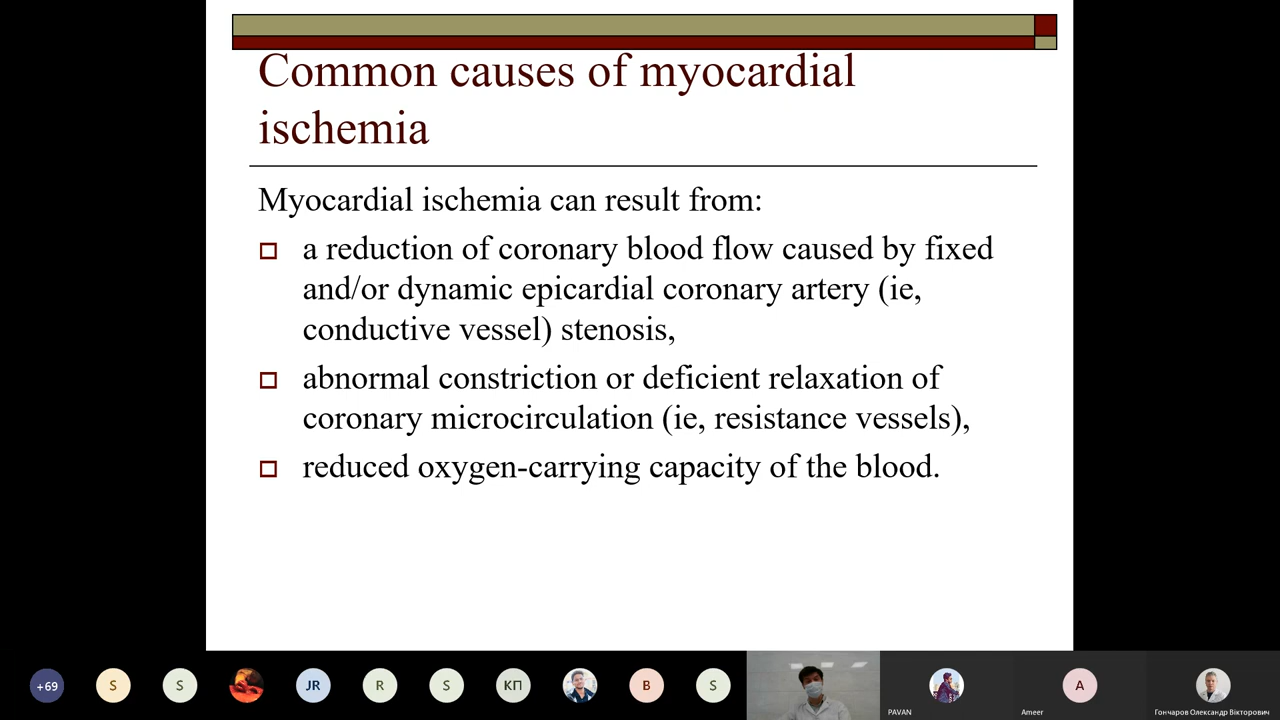 Common causes of myocardial
ischemia
Myocardial ischemia can result from:
a reduction of coronary blood flow caused by fixed
and/or dynamic epicardial coronary artery (ie,
conductive vessel) stenosis,
abnormal constriction or deficient relaxation of
coronary microcirculation (ie, resistance vessels),
reduced oxygen-carrying capacity of the blood.
+69
S
S
JR
R
S
КП
B
S
PAVAN
A
Ameer
Гончаров Олександр Вікторович